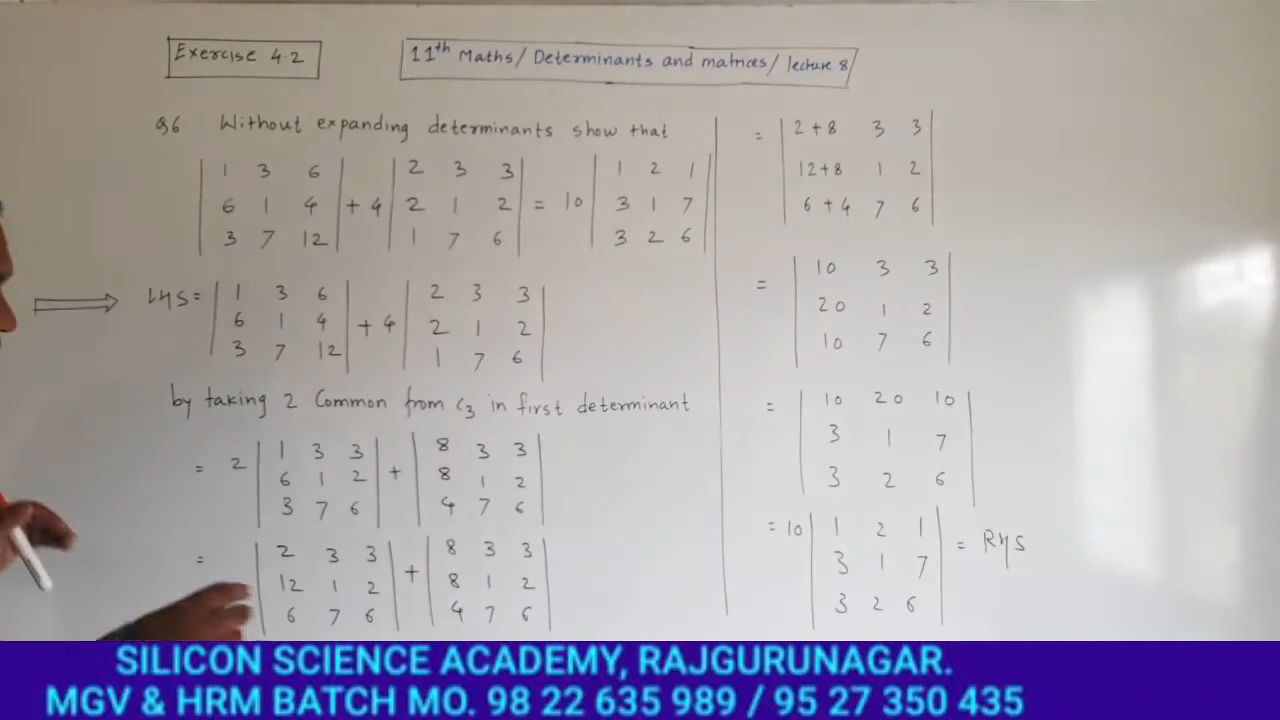 Exercise 4.2
11th Maths/ Determinants and matrices/ lecture 8/
Q6 Without expanding determinants show that
| 1 3 6 | + 4 | 2 3 3 | = 10 | 1 2 1 |
| 6 1 4 | | 2 1 2 | | 3 1 7 |
| 3 7 12 | | 1 7 6 | | 3 2 6 |
LHS = | 1 3 6 | + 4 | 2 3 3 |
| 6 1 4 | | 2 1 2 |
| 3 7 12 | | 1 7 6 |
by taking 2 Common from C3 in first determinant
= 2 | 1 3 3 | + | 8 3 3 |
| 6 1 2 | | 8 1 2 |
| 3 7 6 | | 4 7 6 |
= | 2 3 3 | + | 8 3 3 |
| 12 1 2 | | 8 1 2 |
| 6 7 6 | | 4 7 6 |
= | 2+8 3 3 |
| 12+8 1 2 |
| 6+4 7 6 |
= | 10 3 3 |
| 20 1 2 |
| 10 7 6 |
= | 10 20 10 |
| 3 1 7 |
| 3 2 6 |
= 10 | 1 2 1 | = RHS
| 3 1 7 |
| 3 2 6 |
SILICON SCIENCE ACADEMY, RAJGURUNAGAR.
MGV & HRM BATCH MO. 98 22 635 989 / 95 27 350 435